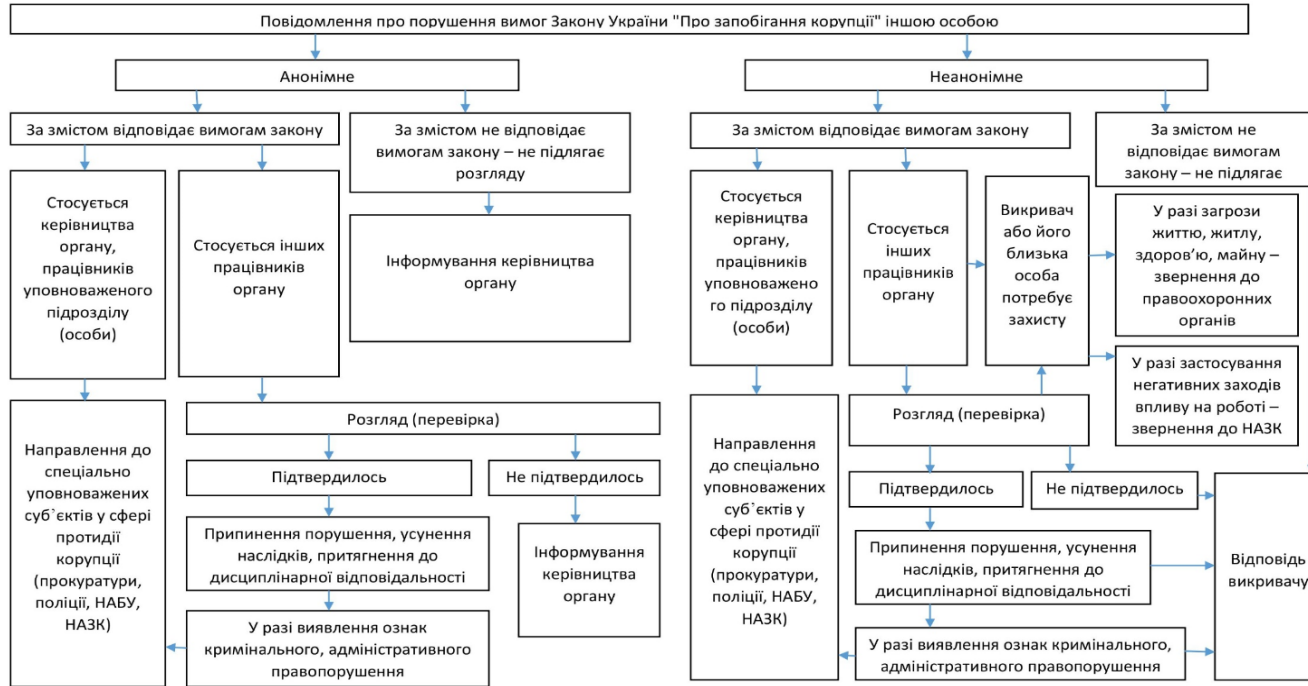 Повідомлення про порушення вимог Закону України "Про запобігання корупції" іншою особою
Анонімне
За змістом відповідає вимогам закону
За змістом не відповідає
вимогам закону – не підлягає
розгляду
Стосується
керівництва
органу,
працівників
уповноваженого
підрозділу
(особи)
Стосується інших
працівників
органу
Інформування керівництва
органу
Розгляд (перевірка)
Направлення до
спеціально
уповноважених
суб'єктів у сфері
протидії
корупції
(прокуратури,
поліції, НАБУ,
НАЗК)
Підтвердилось
Не підтвердилось
Припинення порушення, усунення
наслідків, притягнення до
дисциплінарної відповідальності
Інформування
керівництва
органу
У разі виявлення ознак
кримінального, адміністративного
правопорушення
Неанонімне
За змістом відповідає вимогам закону
За змістом не
відповідає вимогам
закону – не підлягає
Стосується
керівництва
органу,
працівників
уповноважено
го підрозділу
(особи)
Стосується
інших
працівників
органу
Викривач
або його
близька
особа
потребує
захисту
У разі загрози
життю, житлу,
здоров’ю, майну –
звернення до
правоохоронних
органів
У разі застосування
негативних заходів
впливу на роботі –
звернення до НАЗК
Розгляд (перевірка)
Направлення
до спеціально
уповноважених
суб'єктів у
сфері протидії
корупції
(прокуратури,
поліції, НАБУ,
НАЗК)
Підтвердилось
Не підтвердилось
Припинення порушення, усунення
наслідків, притягнення до
дисциплінарної відповідальності
Відповідь
викривачу
У разі виявлення ознак кримінального,
адміністративного правопорушення